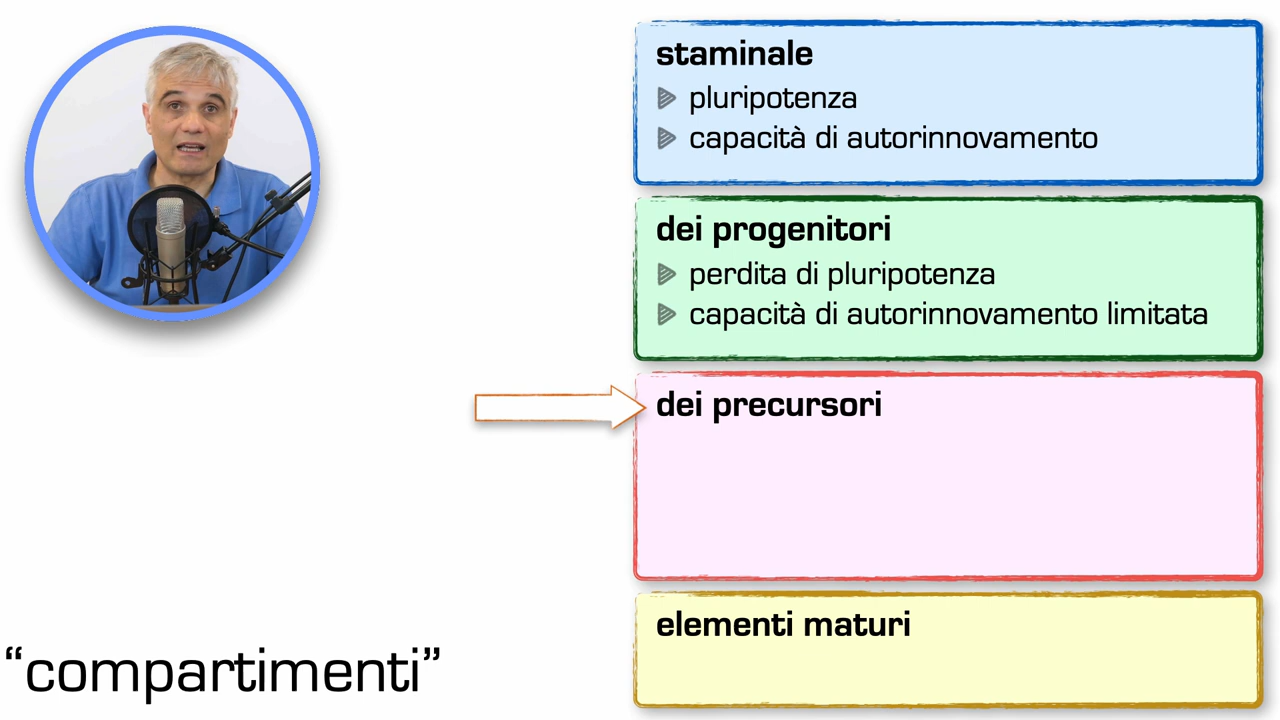 staminale
pluripotenza
capacità di autorinnovamento
dei progenitori
perdita di pluripotenza
capacità di autorinnovamento limitata
dei precursori
elementi maturi
“compartimenti”